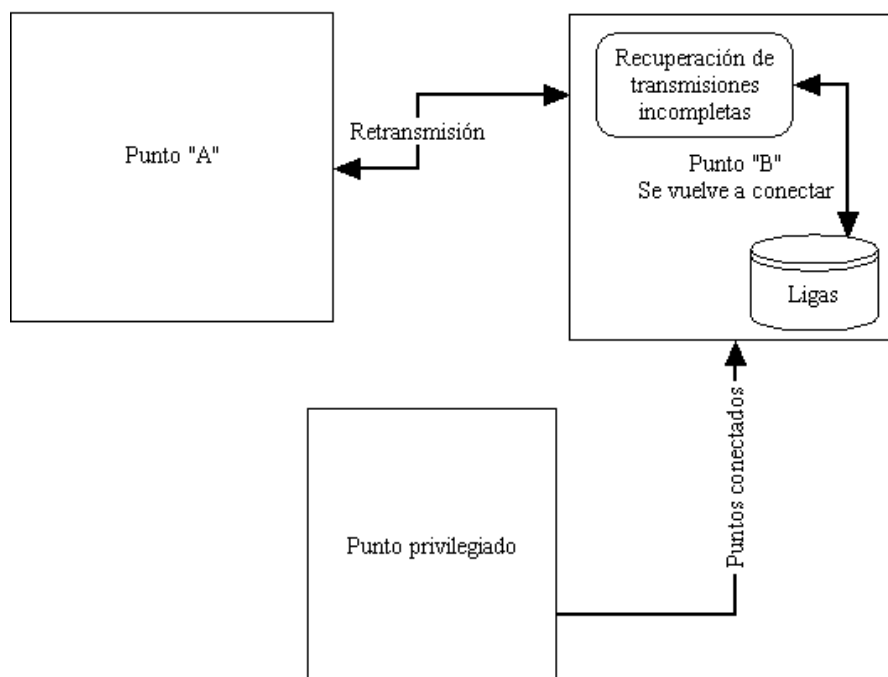 Punto "A"
Retransmisión
Recuperación de
transmisiones
incompletas
Punto "B"
Se vuelve a conectar
Ligas
Puntos conectados
Punto privilegiado